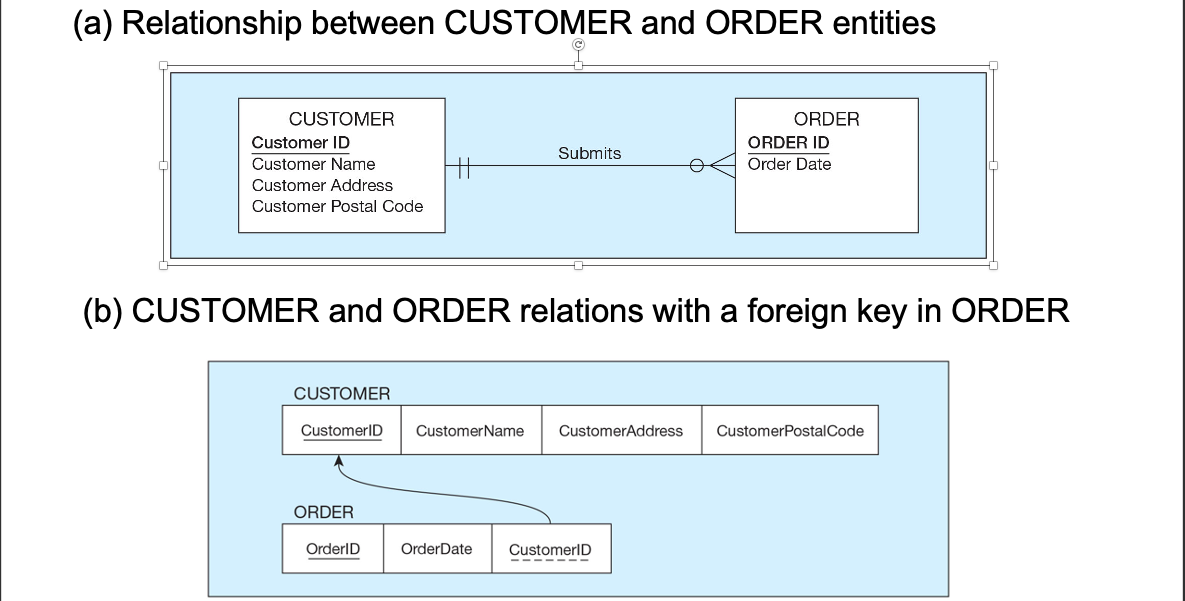 (a) Relationship between CUSTOMER and ORDER entities
CUSTOMER
Customer ID
Customer Name
Customer Address
Customer Postal Code
Submits
ORDER
ORDER ID
Order Date
(b) CUSTOMER and ORDER relations with a foreign key in ORDER
CUSTOMER
CustomerID CustomerName CustomerAddress CustomerPostalCode
ORDER
OrderID OrderDate CustomerID